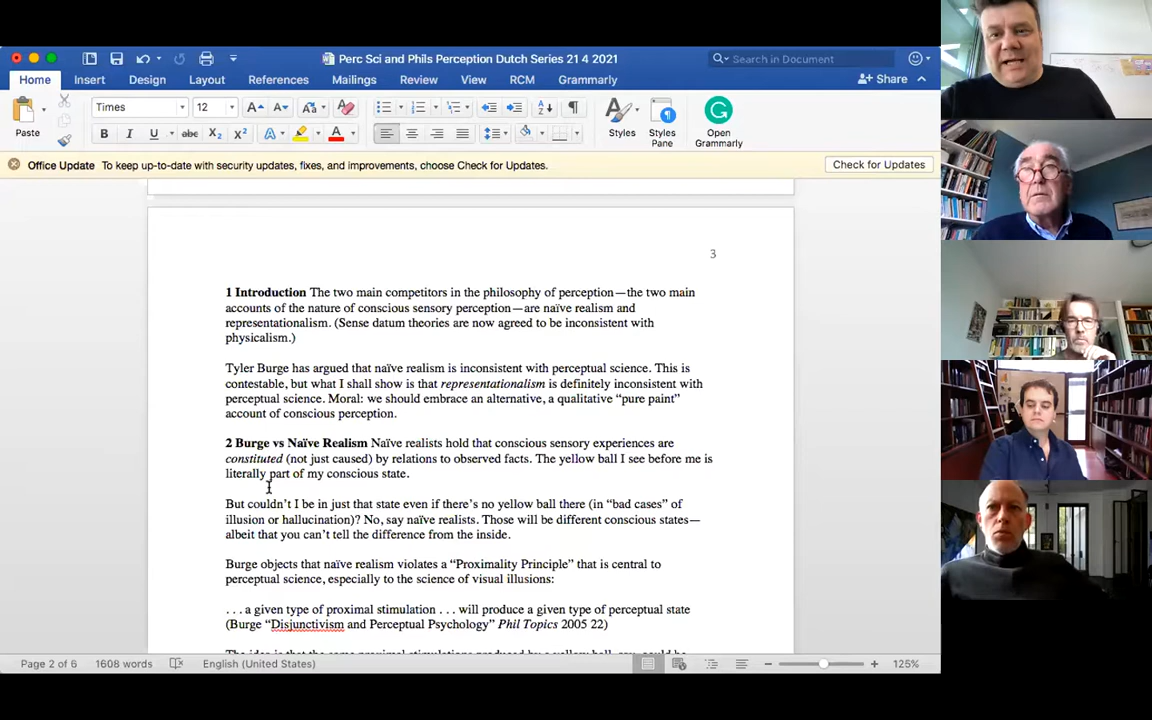 Perc Sci and Phils Perception Dutch Series 21 4 2021
Search in Document
Home Insert Design Layout References Mailings Review View RCM Grammarly
Share
Paste
Times
12
Styles
Styles Pane
Open Grammarly
Office Update To keep up-to-date with security updates, fixes, and improvements, choose Check for Updates.
Check for Updates
3
1 Introduction The two main competitors in the philosophy of perception—the two main
accounts of the nature of conscious sensory perception—are naïve realism and
representationalism. (Sense datum theories are now agreed to be inconsistent with
physicalism.)
Tyler Burge has argued that naïve realism is inconsistent with perceptual science. This is
contestable, but what I shall show is that representationalism is definitely inconsistent with
perceptual science. Moral: we should embrace an alternative, a qualitative “pure paint”
account of conscious perception.
2 Burge vs Naïve Realism Naïve realists hold that conscious sensory experiences are
constituted (not just caused) by relations to observed facts. The yellow ball I see before me is
literally part of my conscious state.
But couldn’t I be in just that state even if there’s no yellow ball there (in “bad cases” of
illusion or hallucination)? No, say naïve realists. Those will be different conscious states—
albeit that you can’t tell the difference from the inside.
Burge objects that naïve realism violates a “Proximality Principle” that is central to
perceptual science, especially to the science of visual illusions:
. . . a given type of proximal stimulation . . . will produce a given type of perceptual state
(Burge “Disjunctivism and Perceptual Psychology” Phil Topics 2005 22)
Page 2 of 6 1608 words English (United States) 125%